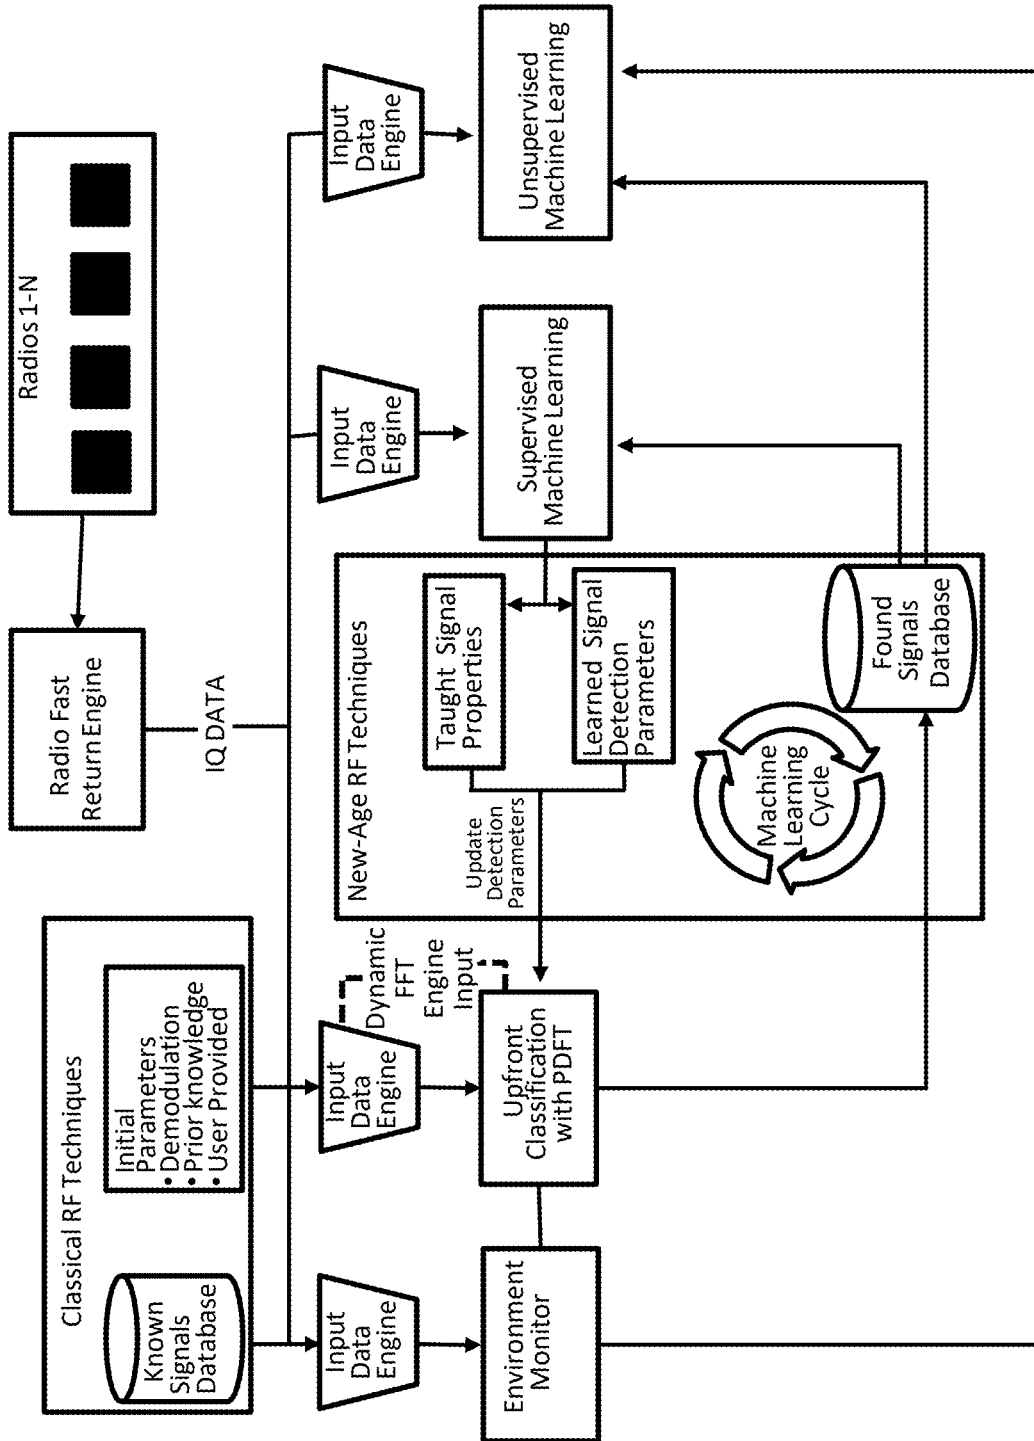 Classical RF Techniques
Known
Signals
Database
Initial
Parameters
• Demodulation
• Prior knowledge
• User Provided
Radio Fast
Return Engine
Radios 1-N
IQ DATA
Input
Data
Engine
Input
Data
Engine
Dynamic
FFT
Engine
Input
Input
Data
Engine
Input
Data
Engine
Environment
Monitor
Upfront
Classification
with PDFT
New-Age RF Techniques
Update
Detection
Parameters
Taught Signal
Properties
Learned Signal
Detection
Parameters
Machine
Learning
Cycle
Found
Signals
Database
Supervised
Machine Learning
Unsupervised
Machine Learning